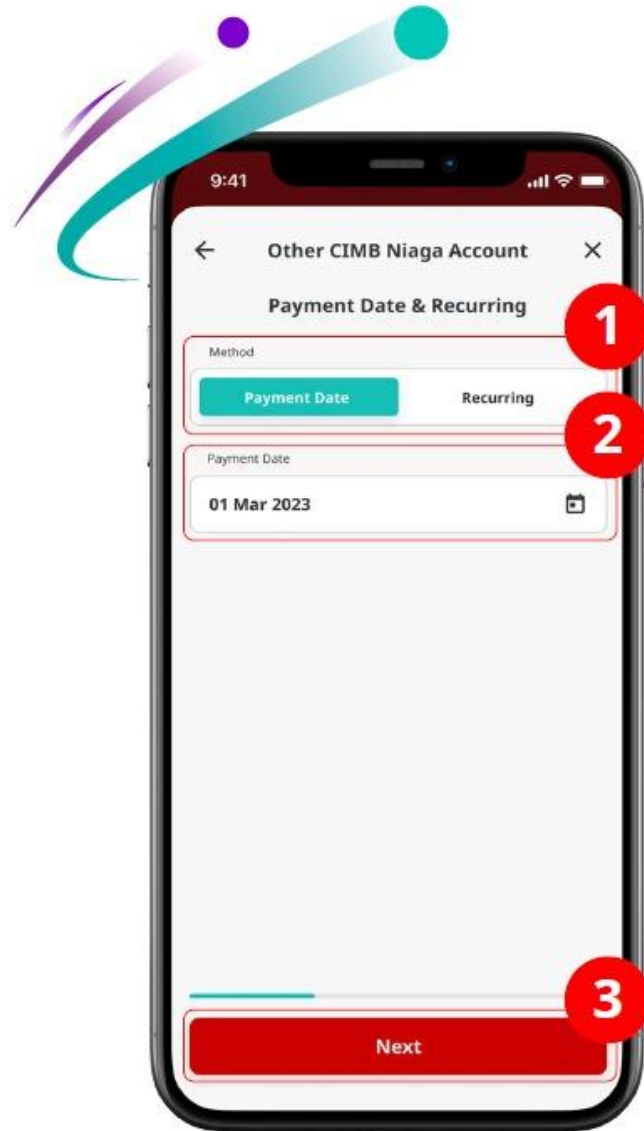 9:41
Other CIMB Niaga Account
Payment Date & Recurring
1
Method
Payment Date Recurring
2
Payment Date
01 Mar 2023
3
Next